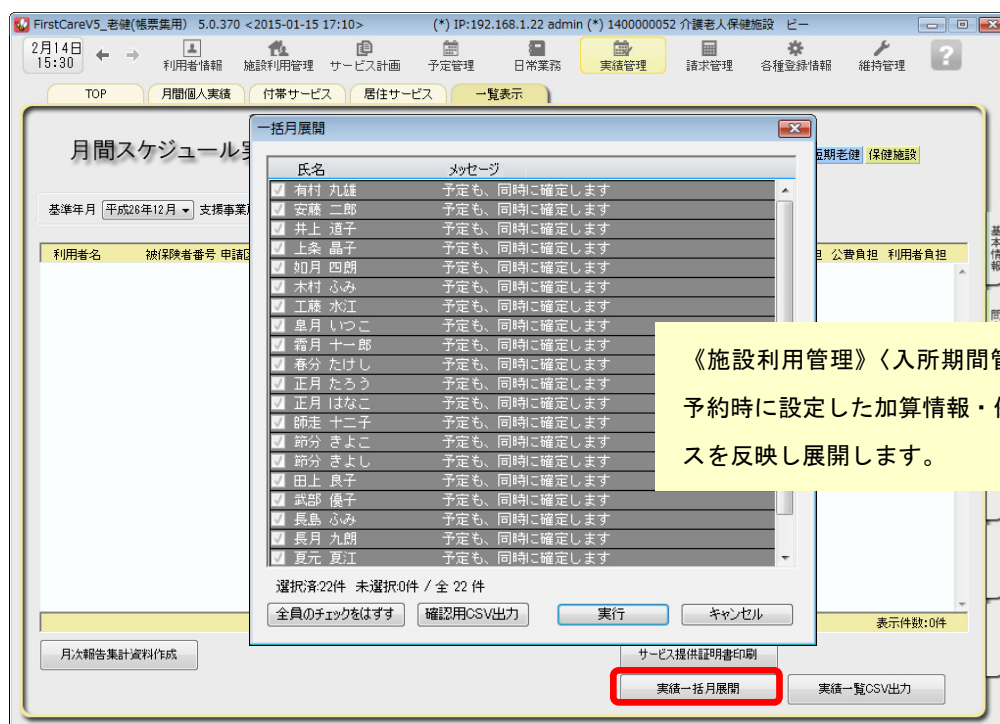 FirstCareV5_老健(帳票集用) 5.0.370 <2015-01-15 17:10> (*) IP:192.168.1.22 admin (*) 1400000052 介護老人保健施設 ビー
2月14日
15:30
利用者情報 施設利用管理 サービス計画 予定管理 日常業務 実績管理 請求管理 各種登録情報 維持管理
TOP 月間個人実績 付帯サービス 居住サービス 一覧表示
月間スケジュール
一括月展開
短期老健 保健施設
基準年月 平成26年12月 支援事業
利用者名 被保険者番号 申請区
公費負担 利用者負担
基本情報
氏名 メッセージ
有村 丸雄 予定も、同時に確定します
安藤 二郎 予定も、同時に確定します
井上 道子 予定も、同時に確定します
上条 晶子 予定も、同時に確定します
如月 四朗 予定も、同時に確定します
木村 ふみ 予定も、同時に確定します
工藤 水江 予定も、同時に確定します
皐月 いつこ 予定も、同時に確定します
霜月 十一郎 予定も、同時に確定します
春分 たけし 予定も、同時に確定します
正月 たろう 予定も、同時に確定します
正月 はなこ 予定も、同時に確定します
師走 十二子 予定も、同時に確定します
節分 きよこ 予定も、同時に確定します
節分 きよし 予定も、同時に確定します
田上 良子 予定も、同時に確定します
武部 優子 予定も、同時に確定します
長島 ふみ 予定も、同時に確定します
長月 九朗 予定も、同時に確定します
夏元 夏江 予定も、同時に確定します
《施設利用管理》〈入所期間
予約時に設定した加算情報・
スを反映し展開します。
選択済:22件 未選択:0件 / 全 22 件
全員のチェックをはずす 確認用CSV出力 実行 キャンセル
表示件数:0件
月次報告集計資料作成 サービス提供証明書印刷
実績一括月展開 実績一覧CSV出力